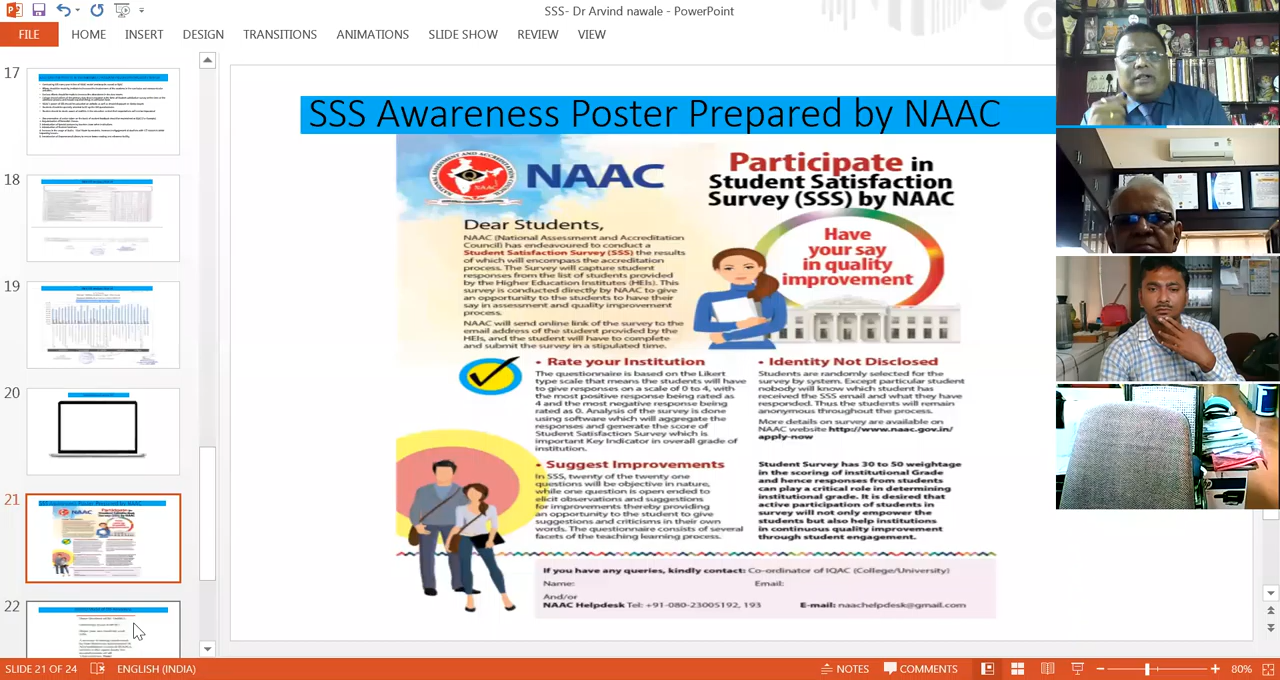 SSS- Dr Arvind nawale - PowerPoint
FILE HOME INSERT DESIGN TRANSITIONS ANIMATIONS SLIDE SHOW REVIEW VIEW
17
18
19
20
21
22
SSS Awareness Poster Prepared by NAAC
NAAC
NAAC
Participate in
Student Satisfaction
Survey (SSS) by NAAC
Dear Students,
NAAC (National Assessment and Accreditation
Council) has endeavoured to conduct a
Student Satisfaction Survey (SSS) the results
of which will encompass the accreditation
process. The Survey will capture student
responses from the list of students provided
by the Higher Education Institutes (HEIs). This
survey is conducted directly by NAAC to give
an opportunity to the students to have their
say in assessment and quality improvement
process.
NAAC will send online link of the survey to the
email address of the student provided by the
HEIs, and the student will have to complete
and submit the survey in a stipulated time.
Have
your say
in quality
improvement
• Rate your Institution
The questionnaire is based on the Likert
type scale that means the students will have
to give responses on a scale of 0 to 4, with
the most positive response being rated as
4 and the most negative response being
rated as 0. Analysis of the survey is done
using software which will aggregate the
responses and generate the score of
Student Satisfaction Survey which is
important Key Indicator in overall grade of
institution.
• Identity Not Disclosed
Students are randomly selected for the
survey by system. Except particular student
nobody will know which student has
received the SSS email and what they have
responded. Thus the students will remain
anonymous throughout the process.
More details on survey are available on
NAAC website http://www.naac.gov.in/
apply-now
• Suggest Improvements
In SSS, twenty of the twenty one
questions will be objective in nature,
while one question is open ended to
elicit observations and suggestions
for improvements thereby providing
an opportunity to the student to give
suggestions and criticisms in their own
words. The questionnaire consists of several
facets of the teaching learning process.
Student Survey has 30 to 50 weightage
in the scoring of institutional Grade
and hence responses from students
can play a critical role in determining
institutional grade. It is desired that
active participation of students in
survey will not only empower the
students but also help institutions
in continuous quality improvement
through student engagement.
If you have any queries, kindly contact: Co-ordinator of IQAC (College/University)
Name: Email:
And/or
NAAC Helpdesk Tel: +91-080-23005192, 193 E-mail: naachelpdesk@gmail.com
SLIDE 21 OF 24 ENGLISH (INDIA) NOTES COMMENTS 80%